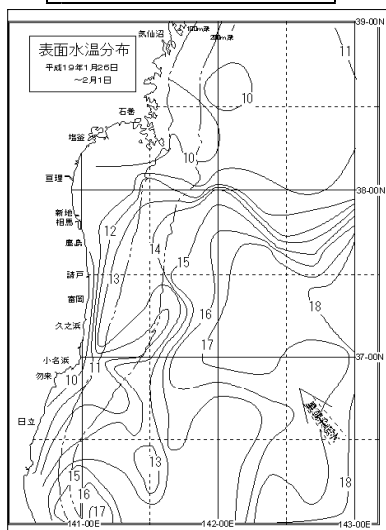 表面水温分布
平成19年1月26日
～2月1日
気仙沼
100m深
200m深
39-00N
11
10
石巻
塩釜
10
亘理
38-00N
新地
相馬
鹿島
12
14
15
13
請戸
18
富岡
16
久之浜
17
小名浜
37-00N
勿来
10
11
日立
13
15
16
17
18
141-00E
142-00E
143-00E